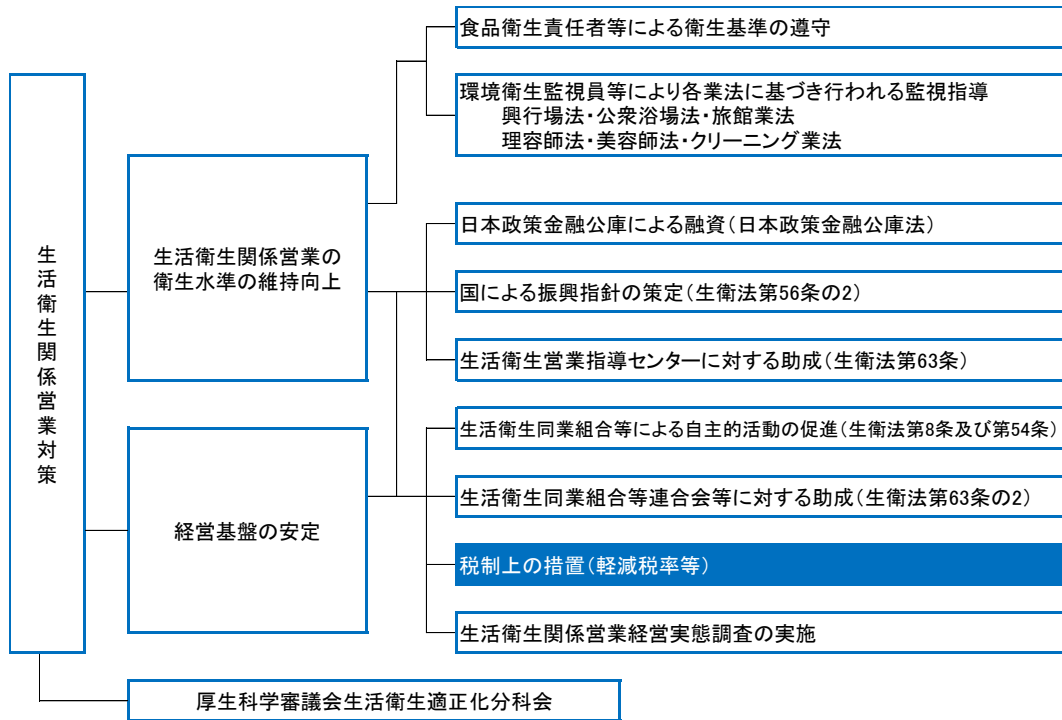 食品衛生責任者等による衛生基準の遵守
環境衛生監視員等により各業法に基づき行われる監視指導
興行場法・公衆浴場法・旅館業法
理容師法・美容師法・クリーニング業法
生活衛生関係営業の
衛生水準の維持向上
日本政策金融公庫による融資(日本政策金融公庫法)
国による振興指針の策定(生衛法第56条の2)
生活衛生営業指導センターに対する助成(生衛法第63条)
生活衛生関係営業対策
生活衛生同業組合等による自主的活動の促進(生衛法第8条及び第54条)
生活衛生同業組合等連合会等に対する助成(生衛法第63条の2)
経営基盤の安定
税制上の措置(軽減税率等)
生活衛生関係営業経営実態調査の実施
厚生科学審議会生活衛生適正化分科会